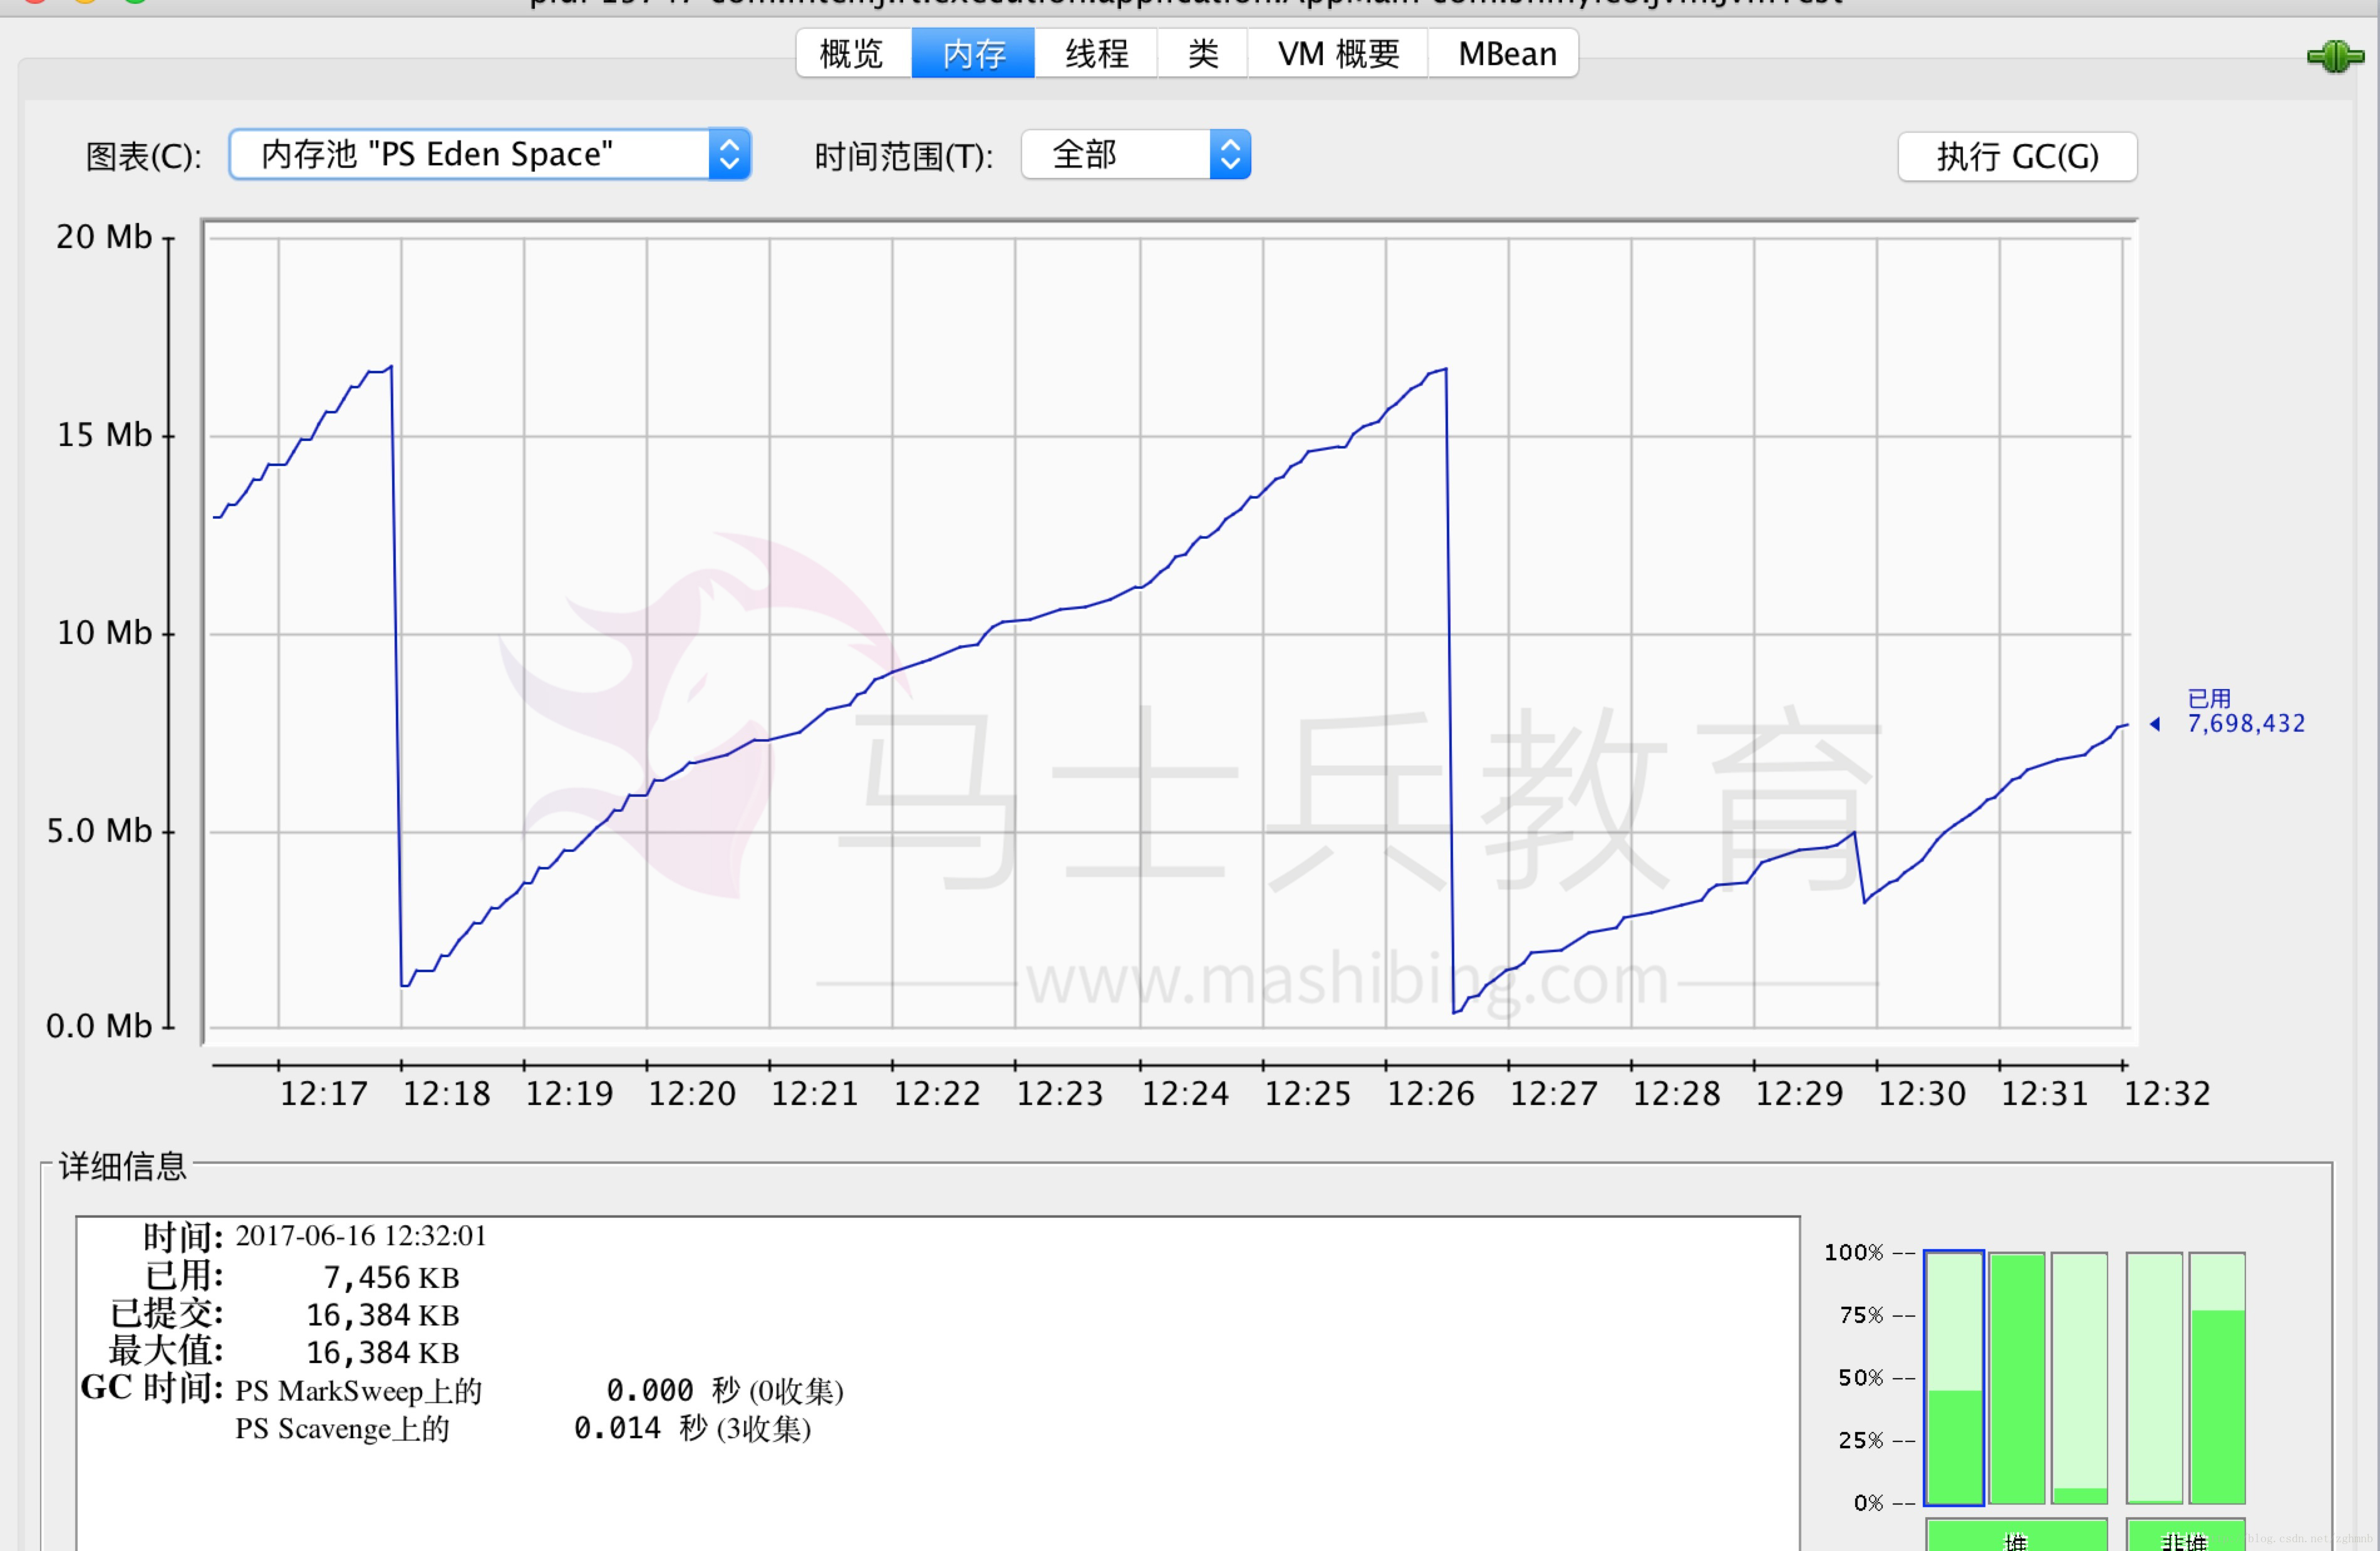 概览 内存 线程 类 VM 概要 MBean
图表(C): 内存池 "PS Eden Space" 时间范围(T): 全部 执行 GC(G)
20 Mb
15 Mb
10 Mb
5.0 Mb
0.0 Mb
已用
7,698,432
马士兵教育
www.mashibing.com
12:17 12:18 12:19 12:20 12:21 12:22 12:23 12:24 12:25 12:26 12:27 12:28 12:29 12:30 12:31 12:32
详细信息
时间: 2017-06-16 12:32:01
已用: 7,456 KB
已提交: 16,384 KB
最大值: 16,384 KB
GC 时间: PS MarkSweep上的 0.000 秒 (0收集)
PS Scavenge上的 0.014 秒 (3收集)
100% --
75% --
50% --
25% --
0% --
堆 非堆